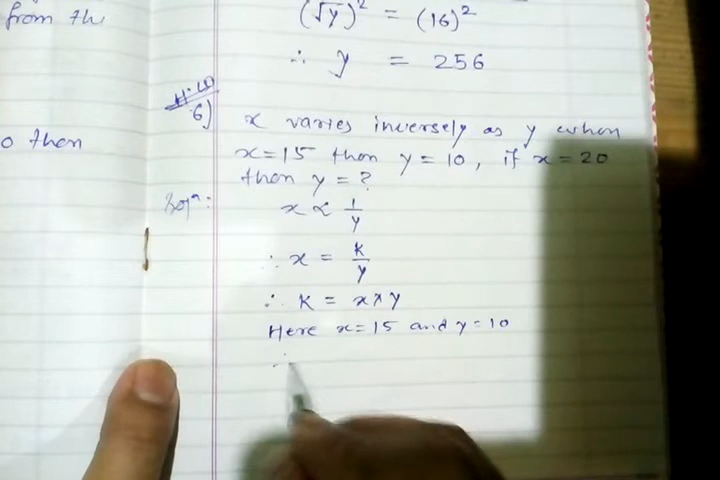 from the
o then
(√y)² = (16)²
∴ y = 256
H.W
6)
x varies inversely as y when
x=15 then y=10, if x=20
then y=?
Solⁿ:
x ∝ 1/y
∴ x = k/y
∴ K = x×y
Here x=15 and y=10
∴